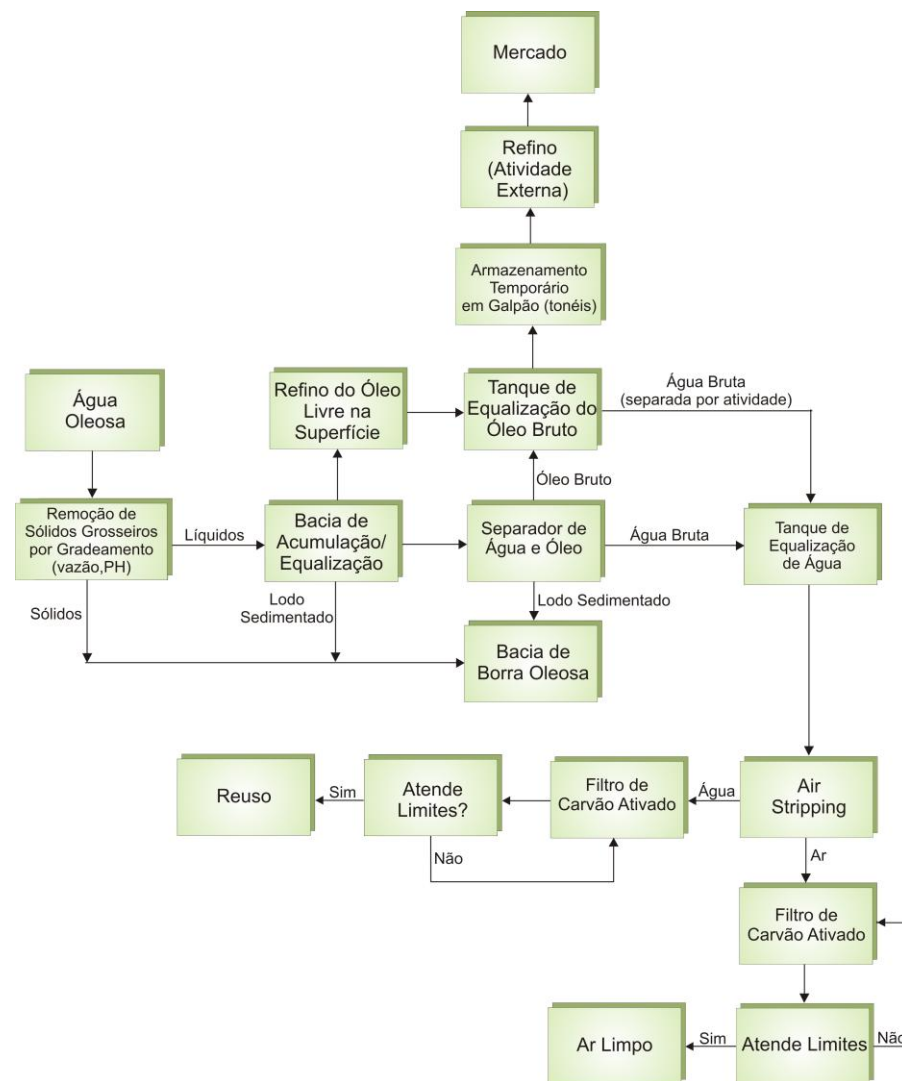 Mercado
Refino
(Atividade
Externa)
Armazenamento
Temporário
em Galpão (tonéis)
Água
Oleosa
Refino do Óleo
Livre na
Superfície
Tanque de
Equalização do
Óleo Bruto
Água Bruta
(separada por atividade)
Óleo Bruto
Remoção de
Sólidos Grosseiros
por Gradeamento
(vazão,PH)
Líquidos
Bacia de
Acumulação/
Equalização
Separador de
Água e Óleo
Água Bruta
Tanque de
Equalização
de Água
Sólidos
Lodo
Sedimentado
Lodo Sedimentado
Bacia de
Borra Oleosa
Reuso
Sim
Atende
Limites?
Filtro de
Carvão Ativado
Água
Air
Stripping
Não
Ar
Filtro de
Carvão Ativado
Ar Limpo
Sim
Atende Limites
Não